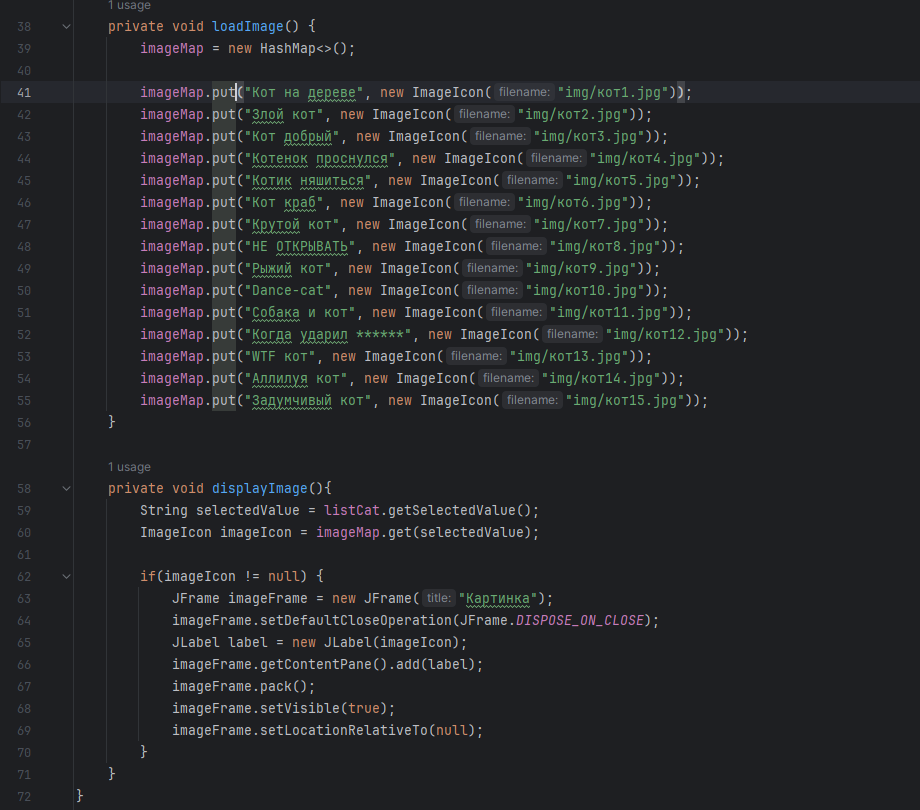 1 usage
38 private void loadImage() {
39 imageMap = new HashMap<>();
40
41 imageMap.put("Кот на дереве", new ImageIcon( filename: "img/кот1.jpg"));
42 imageMap.put("Злой кот", new ImageIcon( filename: "img/кот2.jpg"));
43 imageMap.put("Кот добрый", new ImageIcon( filename: "img/кот3.jpg"));
44 imageMap.put("Котенок проснулся", new ImageIcon( filename: "img/кот4.jpg"));
45 imageMap.put("Котик няшиться", new ImageIcon( filename: "img/кот5.jpg"));
46 imageMap.put("Кот краб", new ImageIcon( filename: "img/кот6.jpg"));
47 imageMap.put("Крутой кот", new ImageIcon( filename: "img/кот7.jpg"));
48 imageMap.put("НЕ ОТКРЫВАТЬ", new ImageIcon( filename: "img/кот8.jpg"));
49 imageMap.put("Рыжий кот", new ImageIcon( filename: "img/кот9.jpg"));
50 imageMap.put("Dance-cat", new ImageIcon( filename: "img/кот10.jpg"));
51 imageMap.put("Собака и кот", new ImageIcon( filename: "img/кот11.jpg"));
52 imageMap.put("Когда ударил ******", new ImageIcon( filename: "img/кот12.jpg"));
53 imageMap.put("WTF кот", new ImageIcon( filename: "img/кот13.jpg"));
54 imageMap.put("Аллилуя кот", new ImageIcon( filename: "img/кот14.jpg"));
55 imageMap.put("Задумчивый кот", new ImageIcon( filename: "img/кот15.jpg"));
56 }
57
1 usage
58 private void displayImage(){
59 String selectedValue = listCat.getSelectedValue();
60 ImageIcon imageIcon = imageMap.get(selectedValue);
61
62 if(imageIcon != null) {
63 JFrame imageFrame = new JFrame( title: "Картинка");
64 imageFrame.setDefaultCloseOperation(JFrame.DISPOSE_ON_CLOSE);
65 JLabel label = new JLabel(imageIcon);
66 imageFrame.getContentPane().add(label);
67 imageFrame.pack();
68 imageFrame.setVisible(true);
69 imageFrame.setLocationRelativeTo(null);
70 }
71 }
72 }